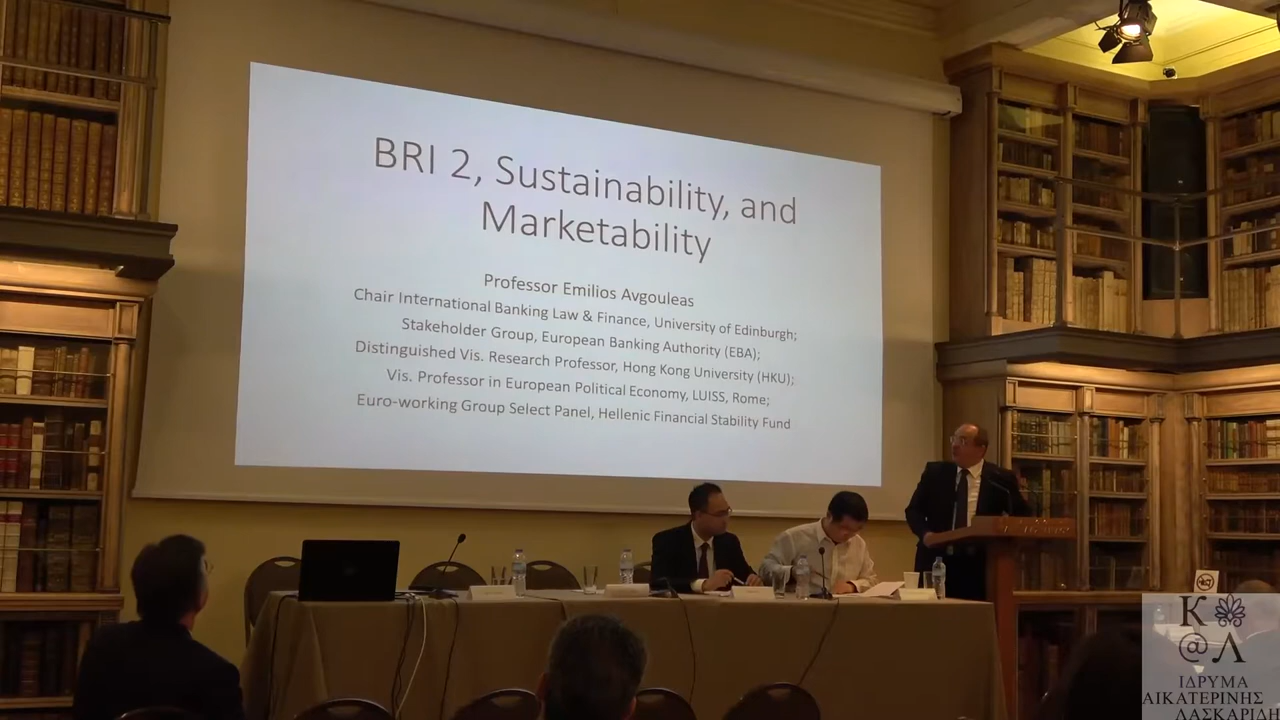 BRI 2, Sustainability, and
Marketability
Professor Emilios Avgouleas
Chair International Banking Law & Finance, University of Edinburgh;
Stakeholder Group, European Banking Authority (EBA);
Distinguished Vis. Research Professor, Hong Kong University (HKU);
Vis. Professor in European Political Economy, LUISS, Rome;
Euro-working Group Select Panel, Hellenic Financial Stability Fund
Κ
@ Λ
ΙΔΡΥΜΑ
ΑΙΚΑΤΕΡΙΝΗΣ
ΛΑΣΚΑΡΙΔΗ